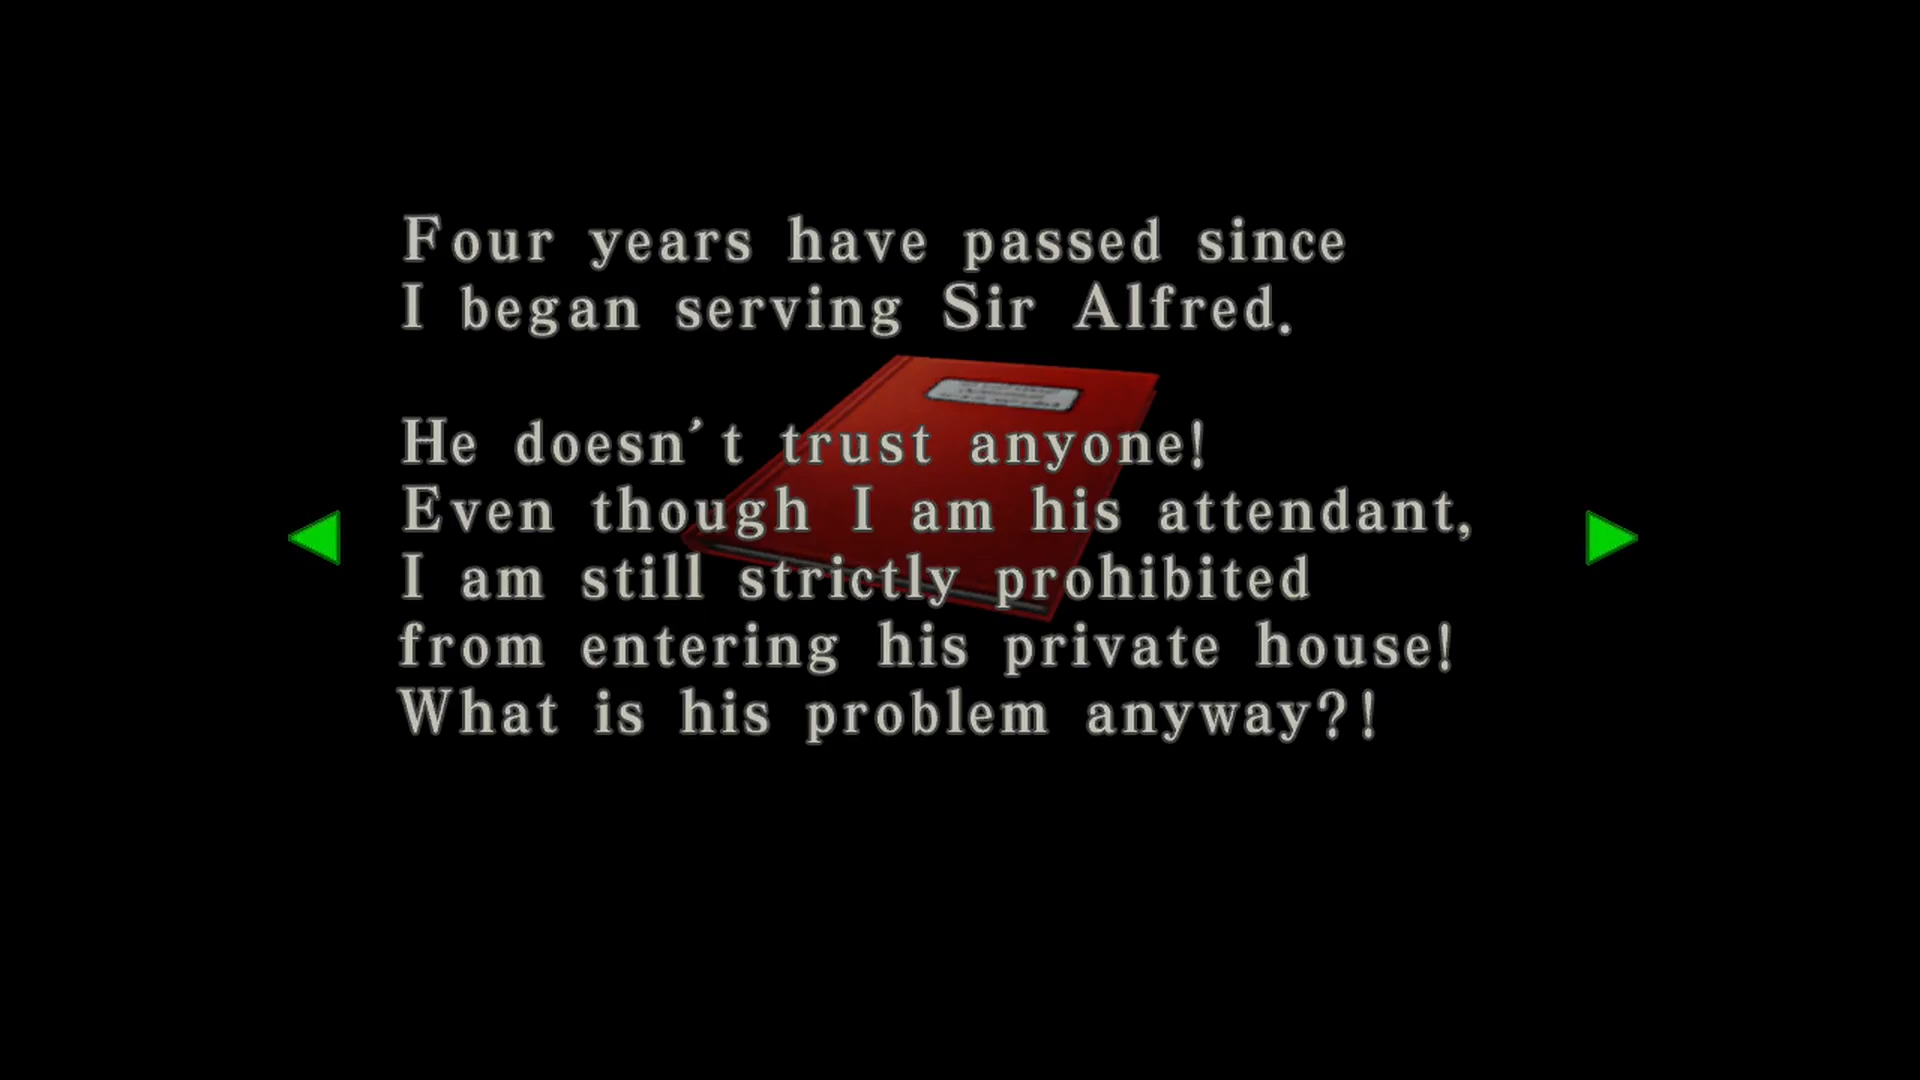 Four years have passed since
I began serving Sir Alfred.
He doesn't trust anyone!
Even though I am his attendant,
I am still strictly prohibited
from entering his private house!
What is his problem anyway?!